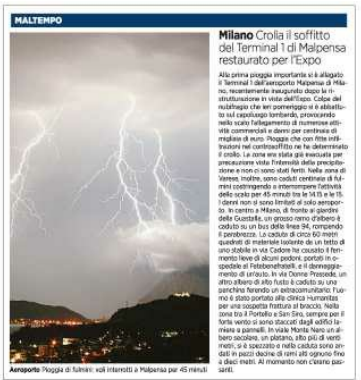 MALTEMPO
Milano Crolla il soffitto
del Terminal 1 di Malpensa
restaurato per l'Expo
Alla prima pioggia importante si è allagato
il Terminal 1 dell'aeroporto Malpensa di Mila-
no, recentemente inaugurato dopo la ri-
strutturazione in vista dell'Expo. Colpa del
nubifragio che ieri pomeriggio si è abbattu-
to sul capoluogo lombardo, provocando
nello scalo l'allagamento di numerose atti-
vità commerciali e danni per centinaia di
migliaia di euro. Pioggia che con fitte infil-
trazioni nel controsoffitto ne ha determinato
il crollo. La zona era stata già evacuata per
precauzione vista l'intensità della precipita-
zione e non ci sono stati feriti. Nella zona di
Varese, inoltre, sono caduti centinaia di ful-
mini costringendo a interrompere l'attività
dello scalo per 45 minuti tra le 14.15 e le 15.
I danni non si sono limitati al solo aeropor-
to. In centro a Milano, di fronte ai giardini
della Guastalla, un grosso ramo d'albero è
caduto su un bus della linea 94, rompendo
il parabrezza. La caduta di circa 60 metri
quadrati di materiale isolante da un tetto di
uno stabile in via Cadore ha causato il feri-
mento lieve di alcuni pedoni, portati in o-
spedale al Fatebenefratelli, e il danneggia-
mento di un'auto. In via Donna Prassede, un
altro albero di alto fusto è caduto su una
panchina ferendo un extracomunitario: l'uo-
mo è stato portato alla clinica Humanitas
per una sospetta frattura al braccio. Nella
zona tra il Portello e San Siro, sempre per il
forte vento si sono staccati dagli edifici la-
miere e pannelli. In viale Monte Nero un al-
bero secolare, un platano, alto più di venti
metri, si è spezzato e nella caduta sono an-
dati in pezzi decine di rami alti ognuno fino
a dieci metri. Al momento non c'erano pas-
santi.
Aeroporto Pioggia di fulmini: voli interrotti a Malpensa per 45 minuti